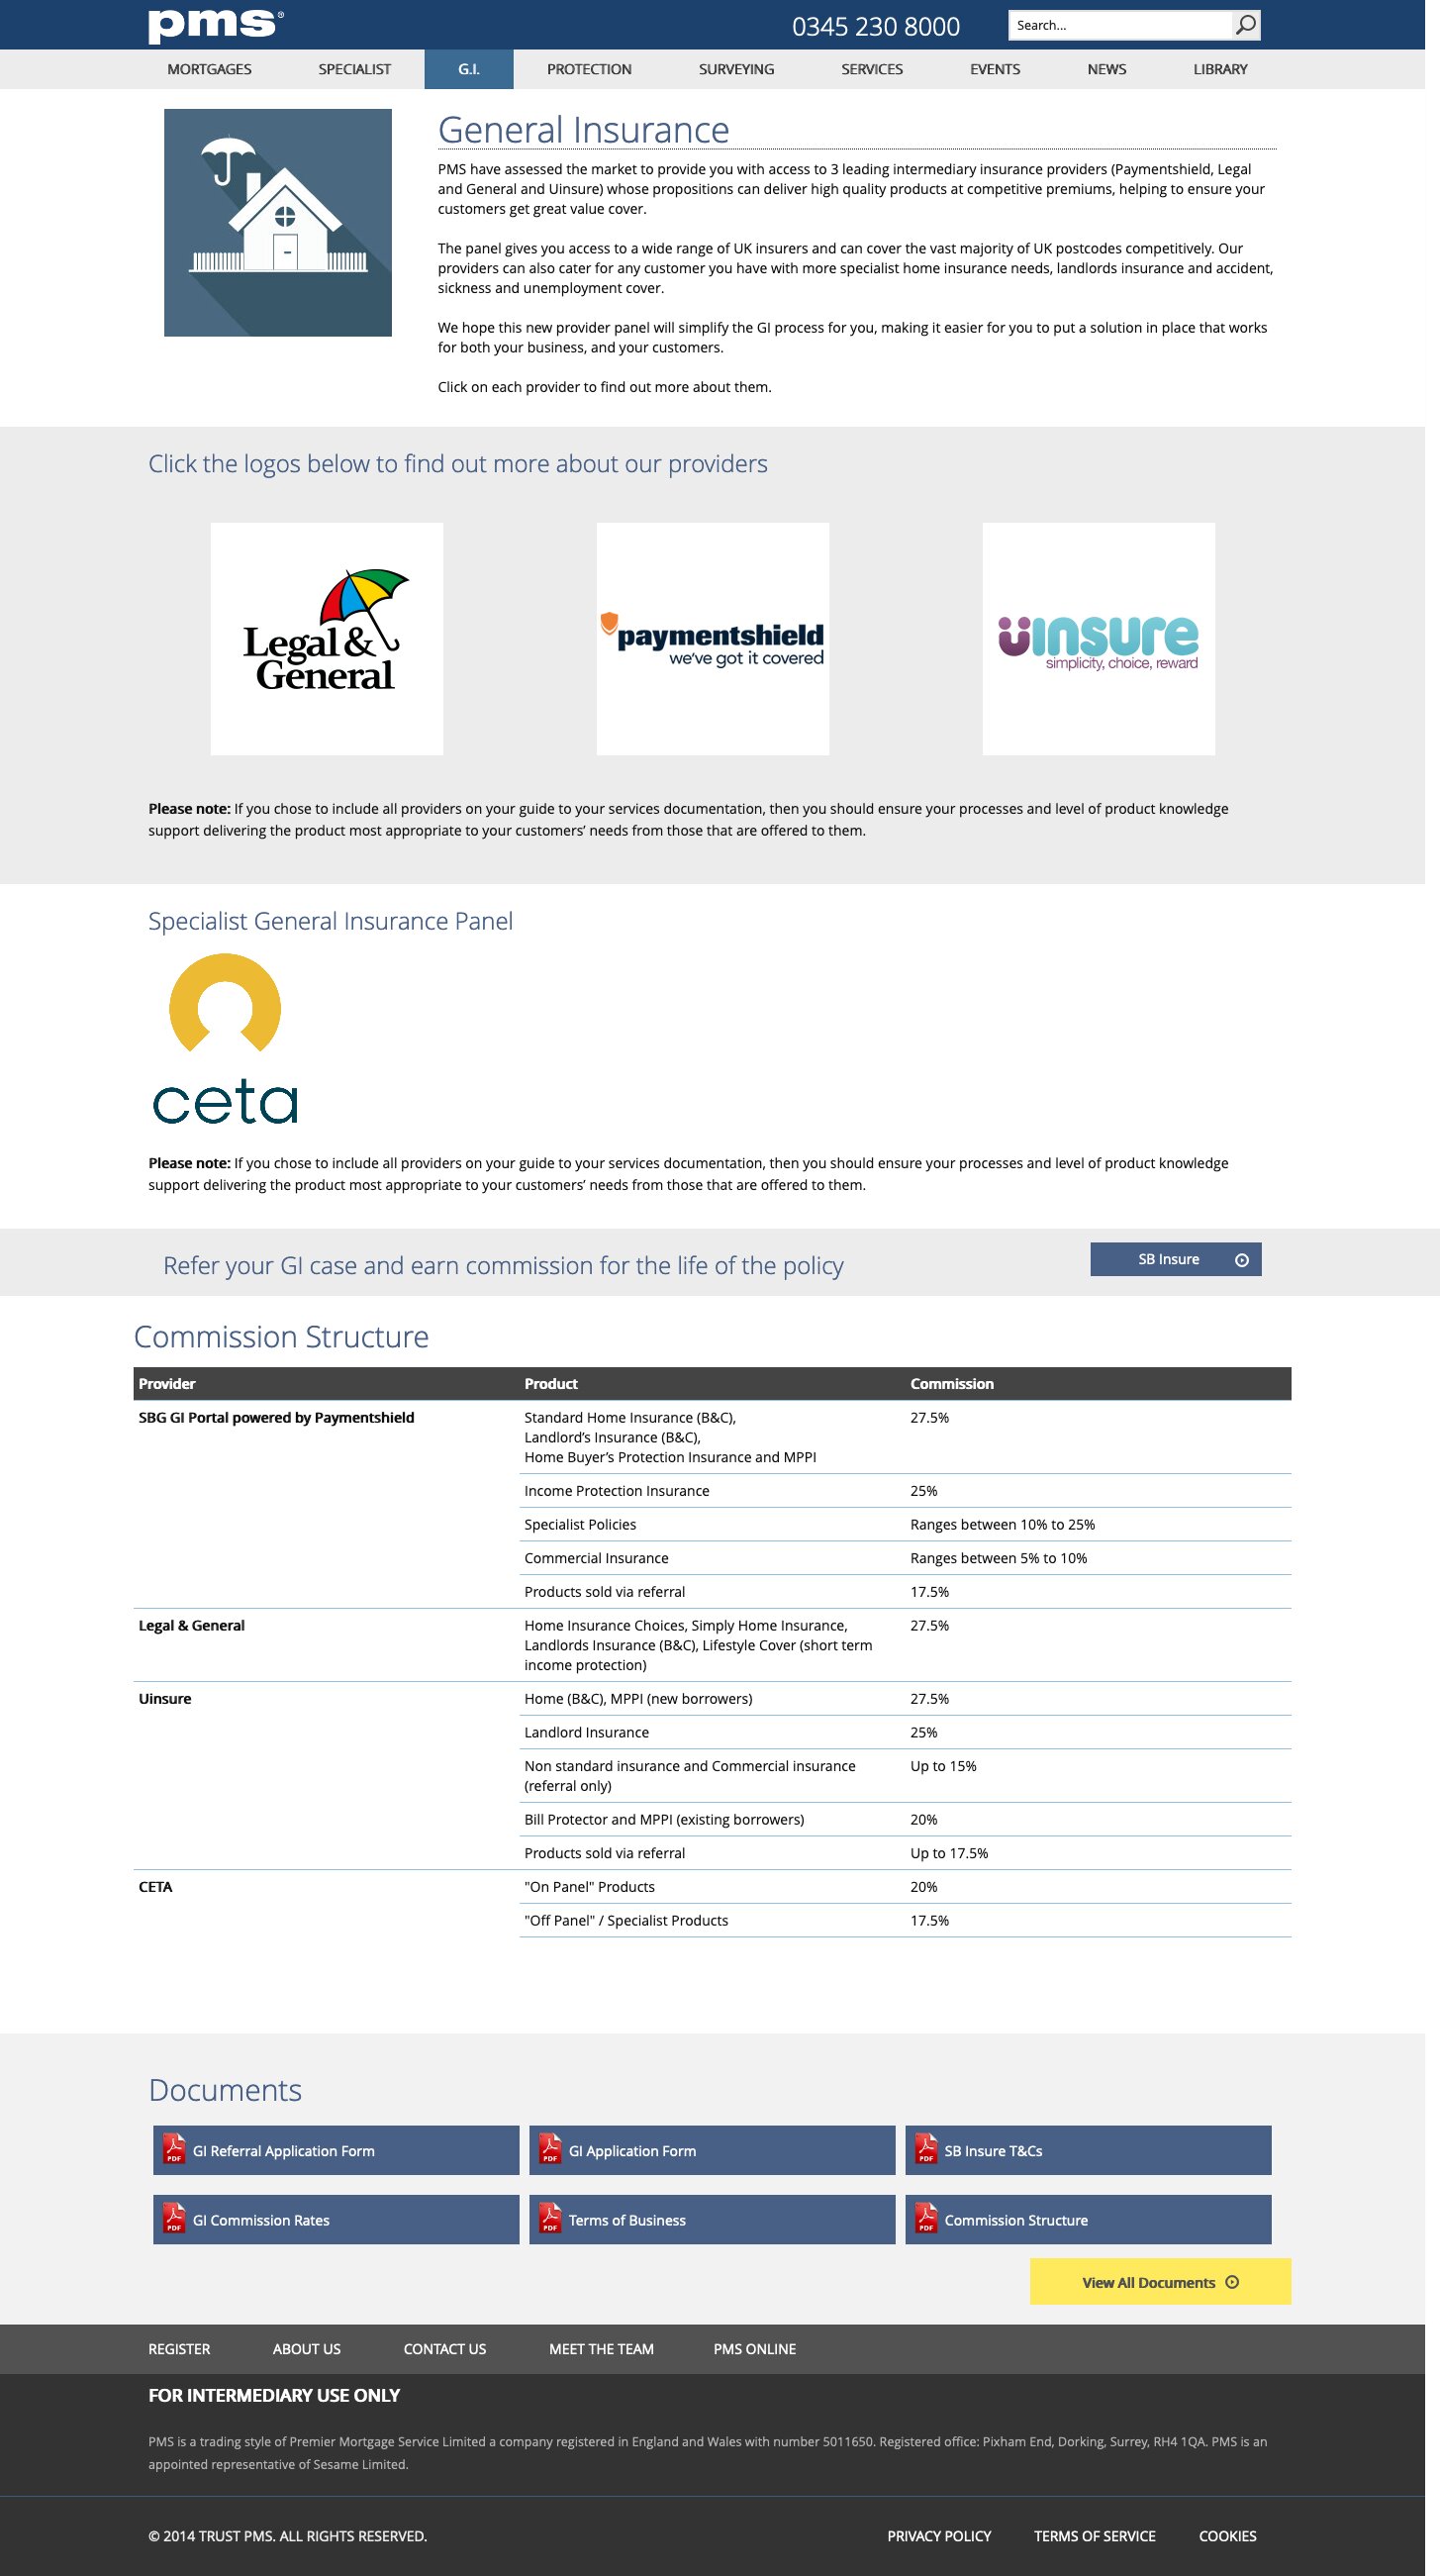 pms®
0345 230 8000
Search...
MORTGAGES SPECIALIST G.I. PROTECTION SURVEYING SERVICES EVENTS NEWS LIBRARY
General Insurance
PMS have assessed the market to provide you with access to 3 leading intermediary insurance providers (Paymentshield, Legal
and General and Uinsure) whose propositions can deliver high quality products at competitive premiums, helping to ensure your
customers get great value cover.
The panel gives you access to a wide range of UK insurers and can cover the vast majority of UK postcodes competitively. Our
providers can also cater for any customer you have with more specialist home insurance needs, landlords insurance and accident,
sickness and unemployment cover.
We hope this new provider panel will simplify the GI process for you, making it easier for you to put a solution in place that works
for both your business, and your customers.
Click on each provider to find out more about them.
Click the logos below to find out more about our providers
Legal &
General
paymentshield
we've got it covered
uinsure
simplicity, choice, reward
Please note: If you chose to include all providers on your guide to your services documentation, then you should ensure your processes and level of product knowledge
support delivering the product most appropriate to your customers’ needs from those that are offered to them.
Specialist General Insurance Panel
ceta
Please note: If you chose to include all providers on your guide to your services documentation, then you should ensure your processes and level of product knowledge
support delivering the product most appropriate to your customers’ needs from those that are offered to them.
Refer your GI case and earn commission for the life of the policy
SB Insure
Commission Structure
Provider Product Commission
SBG GI Portal powered by Paymentshield Standard Home Insurance (B&C), 27.5%
Landlord’s Insurance (B&C),
Home Buyer’s Protection Insurance and MPPI
Income Protection Insurance 25%
Specialist Policies Ranges between 10% to 25%
Commercial Insurance Ranges between 5% to 10%
Products sold via referral 17.5%
Legal & General Home Insurance Choices, Simply Home Insurance, 27.5%
Landlords Insurance (B&C), Lifestyle Cover (short term
income protection)
Uinsure Home (B&C), MPPI (new borrowers) 27.5%
Landlord Insurance 25%
Non standard insurance and Commercial insurance Up to 15%
(referral only)
Bill Protector and MPPI (existing borrowers) 20%
Products sold via referral Up to 17.5%
CETA "On Panel" Products 20%
"Off Panel" / Specialist Products 17.5%
Documents
PDF GI Referral Application Form PDF GI Application Form PDF SB Insure T&Cs
PDF GI Commission Rates PDF Terms of Business PDF Commission Structure
View All Documents
REGISTER ABOUT US CONTACT US MEET THE TEAM PMS ONLINE
FOR INTERMEDIARY USE ONLY
PMS is a trading style of Premier Mortgage Service Limited a company registered in England and Wales with number 5011650. Registered office: Pixham End, Dorking, Surrey, RH4 1QA. PMS is an
appointed representative of Sesame Limited.
© 2014 TRUST PMS. ALL RIGHTS RESERVED. PRIVACY POLICY TERMS OF SERVICE COOKIES